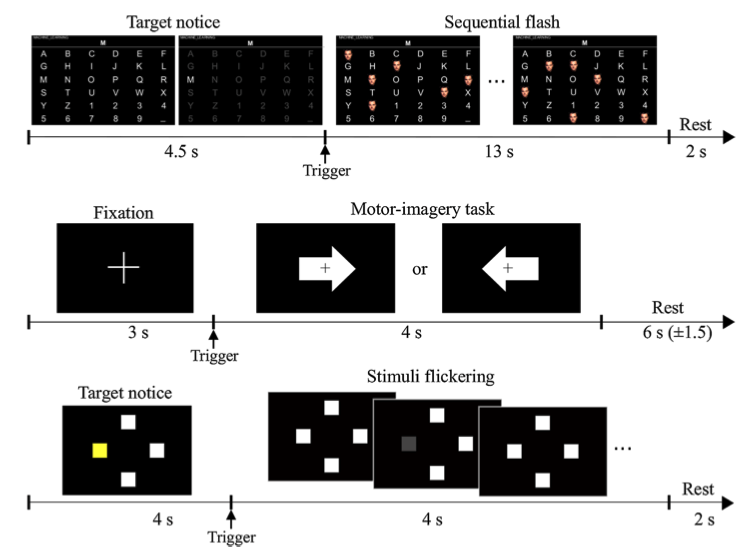 Target notice
Sequential flash
MACHINE_LEARNING
M
A B C D E F
G H I J K L
M N O P Q R
S T U V W X
Y Z 1 2 3 4
5 6 7 8 9 _
MACHINE_LEARNING
M
A B C D E F
G H I J K L
M N O P Q R
S T U V W X
Y Z 1 2 3 4
5 6 7 8 9 _
MACHINE_LEARNING
M
B C D E F
G H J K L
M O P Q
S T U V X
Y 1 2 3 4
5 6 7 8 9 _
...
MACHINE_LEARNING
M
A B C D E F
G J K L
M N O Q R
T U V W X
Y Z 1 2 3 4
5 6 8 9
Rest
4.5 s
13 s
2 s
Trigger
Fixation
Motor-imagery task
or
Rest
3 s
4 s
6 s (±1.5)
Trigger
Target notice
Stimuli flickering
...
Rest
4 s
4 s
2 s
Trigger